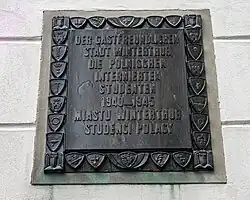 DER GASTFREUNDLICHEN
STADT WINTERTHUR
DIE POLNISCHEN
INTERNIERTEN
STUDENTEN
1940-1945
MIASTU WINTERTHUR
STUDENCI POLACY